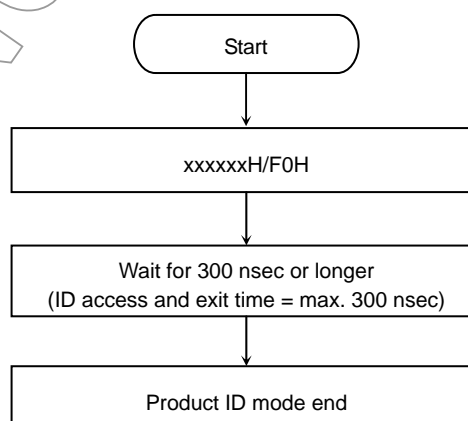 Start
xxxxxxH/F0H
Wait for 300 nsec or longer
(ID access and exit time = max. 300 nsec)
Product ID mode end